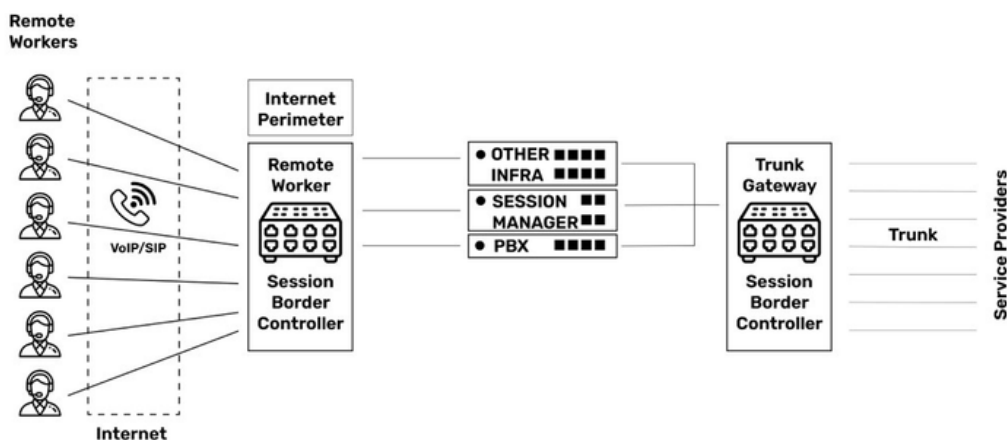 Remote
Workers
VoIP/SIP
Internet
Internet
Perimeter
Remote
Worker
Session
Border
Controller
OTHER
INFRA
SESSION
MANAGER
PBX
Trunk
Gateway
Session
Border
Controller
Trunk
Service Providers